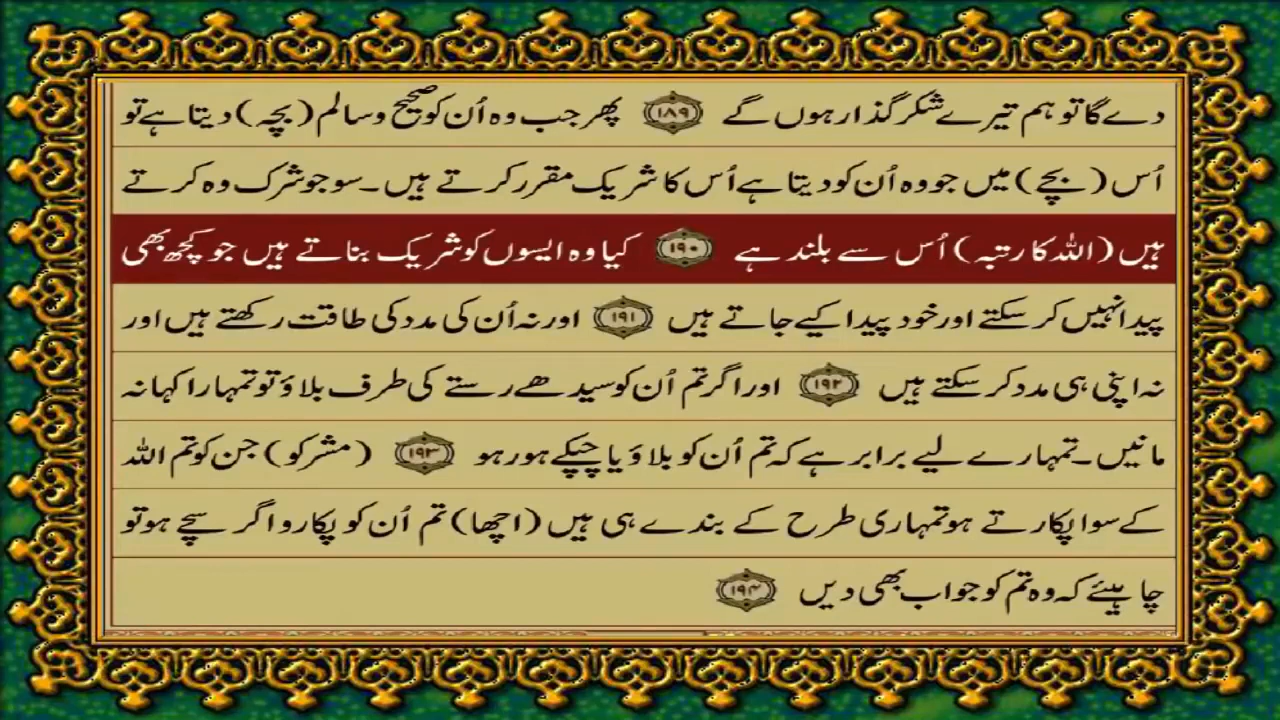 دے گا تو ہم تیرے شکر گذار ہوں گے ۱۸۹ پھر جب وہ اُن کو صحیح و سالم (بچہ) دیتا ہے تو
اُس (بچے) میں جو وہ اُن کو دیتا ہے اُس کا شریک مقرر کرتے ہیں۔ سو جو شرک وہ کرتے
ہیں (اللہ کا رتبہ) اُس سے بلند ہے ۱۹۰ کیا وہ ایسوں کو شریک بناتے ہیں جو کچھ بھی
پیدا نہیں کر سکتے اور خود پیدا کیے جاتے ہیں ۱۹۱ اور نہ اُن کی مدد کی طاقت رکھتے ہیں اور
نہ اپنی ہی مدد کر سکتے ہیں ۱۹۲ اور اگر تم اُن کو سیدھے رستے کی طرف بلاؤ تو تمہارا کہا نہ
مانیں۔ تمہارے لیے برابر ہے کہ تم اُن کو بلاؤ یا چپکے ہو رہو ۱۹۳ (مشرکو) جن کو تم اللہ
کے سوا پکارتے ہو تمہاری طرح کے بندے ہی ہیں (اچھا) تم اُن کو پکارو اگر سچے ہو تو
چاہیئے کہ وہ تم کو جواب بھی دیں ۱۹۴